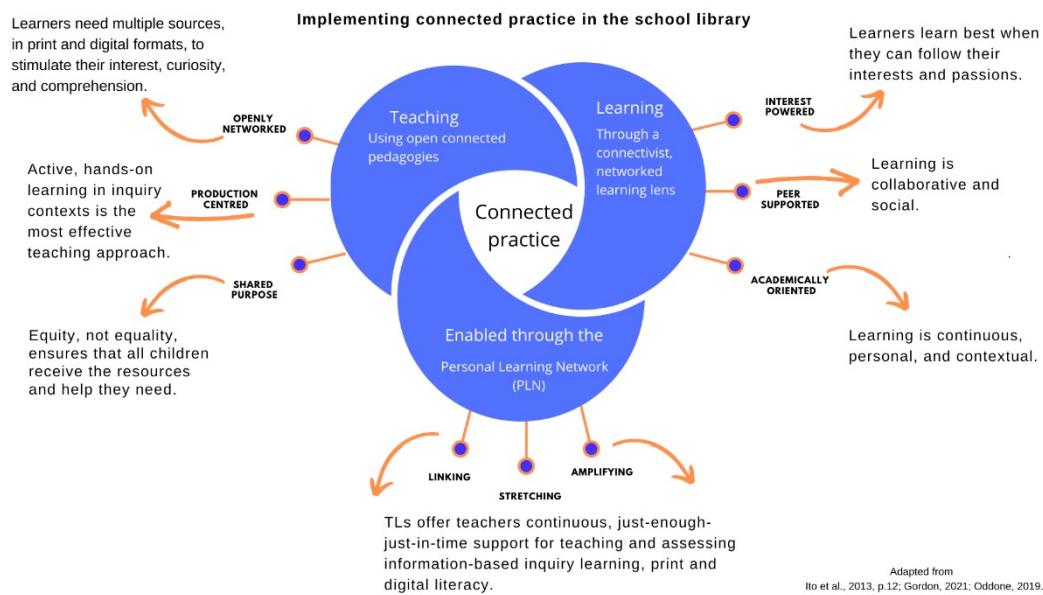 Implementing connected practice in the school library
Learners need multiple sources,
in print and digital formats, to
stimulate their interest, curiosity,
and comprehension.
OPENLY
NETWORKED
Active, hands-on
learning in inquiry
contexts is the
most effective
teaching approach.
PRODUCTION
CENTRED
SHARED
PURPOSE
Equity, not equality,
ensures that all children
receive the resources
and help they need.
Teaching
Using open connected
pedagogies
Learning
Through a
connectivist,
networked
learning lens
Connected
practice
Enabled through the
Personal Learning Network
(PLN)
Learners learn best when
they can follow their
interests and passions.
INTEREST
POWERED
Learning is
collaborative and
social.
PEER
SUPPORTED
ACADEMICALLY
ORIENTED
Learning is continuous,
personal, and contextual.
LINKING
STRETCHING
AMPLIFYING
TLs offer teachers continuous, just-enough-
just-in-time support for teaching and assessing
information-based inquiry learning, print and
digital literacy.
Adapted from
Ito et al., 2013, p.12; Gordon, 2021; Oddone, 2019.